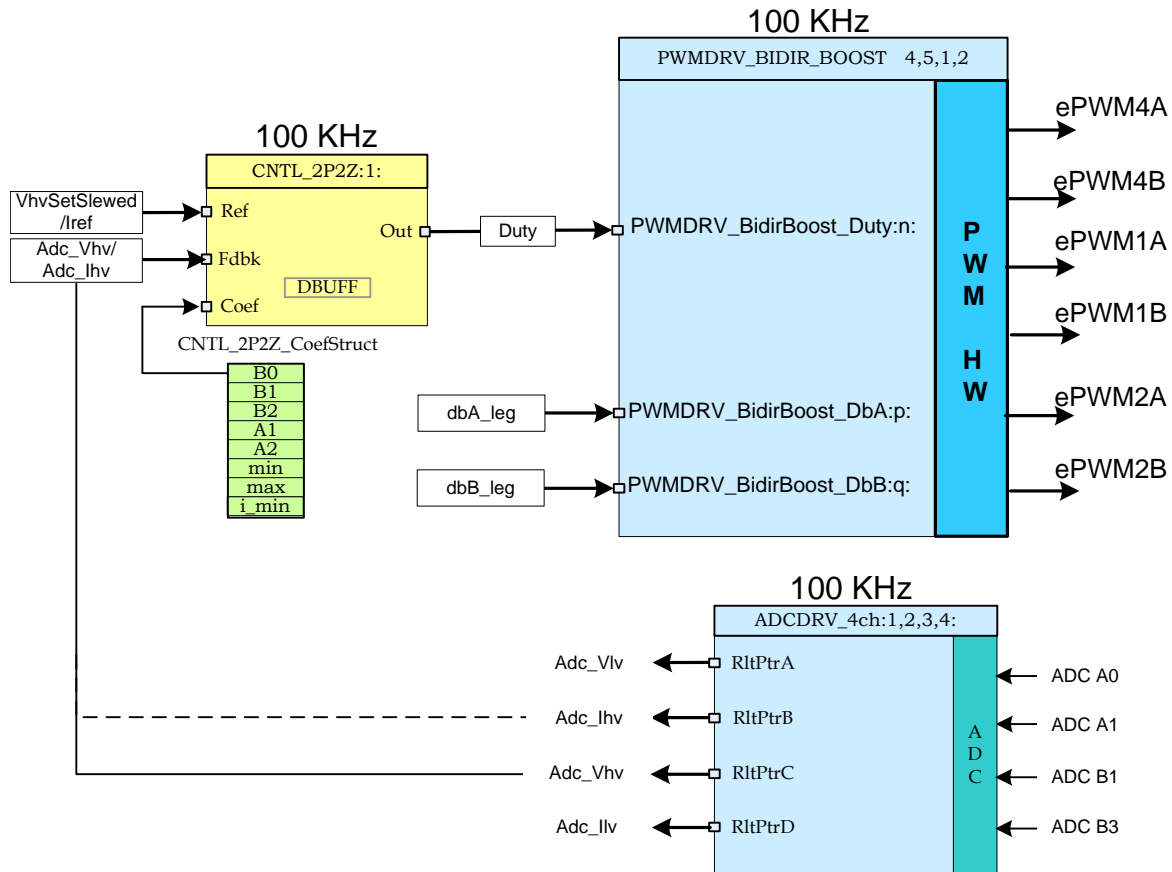 100 KHz
PWMDRV_BIDIR_BOOST 4,5,1,2
ePWM4A
ePWM4B
ePWM1A
ePWM1B
ePWM2A
ePWM2B
PWM HW
PWMDRV_BidirBoost_Duty:n:
PWMDRV_BidirBoost_DbA:p:
PWMDRV_BidirBoost_DbB:q:
100 KHz
CNTL_2P2Z:1:
VhvSetSlewed
/Iref
Ref
Adc_Vhv/
Adc_Ihv
Fdbk
Out
Duty
DBUFF
Coef
CNTL_2P2Z_CoefStruct
B0
B1
B2
A1
A2
min
max
i_min
dbA_leg
dbB_leg
100 KHz
ADCDRV_4ch:1,2,3,4:
Adc_Vlv
RltPtrA
ADC A0
Adc_Ihv
RltPtrB
ADC A1
Adc_Vhv
RltPtrC
ADC B1
Adc_Ilv
RltPtrD
ADC B3
ADC